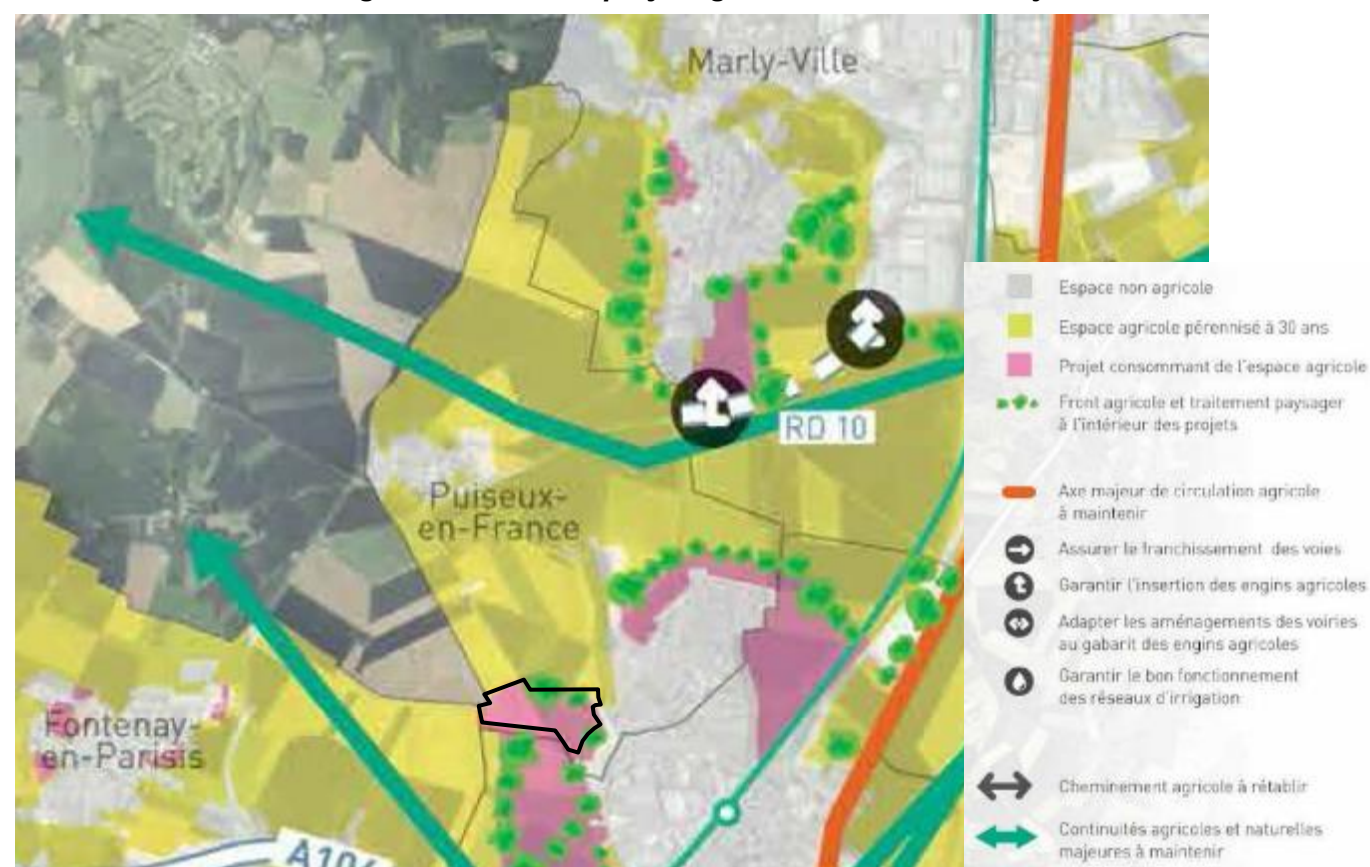 Marly-Ville
RD 10
Puiseux-
en-France
Fontenay-
en-Parisis
A104
Espace non agricole
Espace agricole pérennisé à 30 ans
Projet consommant de l'espace agricole
Front agricole et traitement paysager
à l'intérieur des projets
Axe majeur de circulation agricole
à maintenir
Assurer le franchissement des voies
Garantir l'insertion des engins agricoles
Adapter les aménagements des voiries
au gabarit des engins agricoles
Garantir le bon fonctionnement
des réseaux d'irrigation
Cheminement agricole à rétablir
Continuités agricoles et naturelles
majeures à maintenir